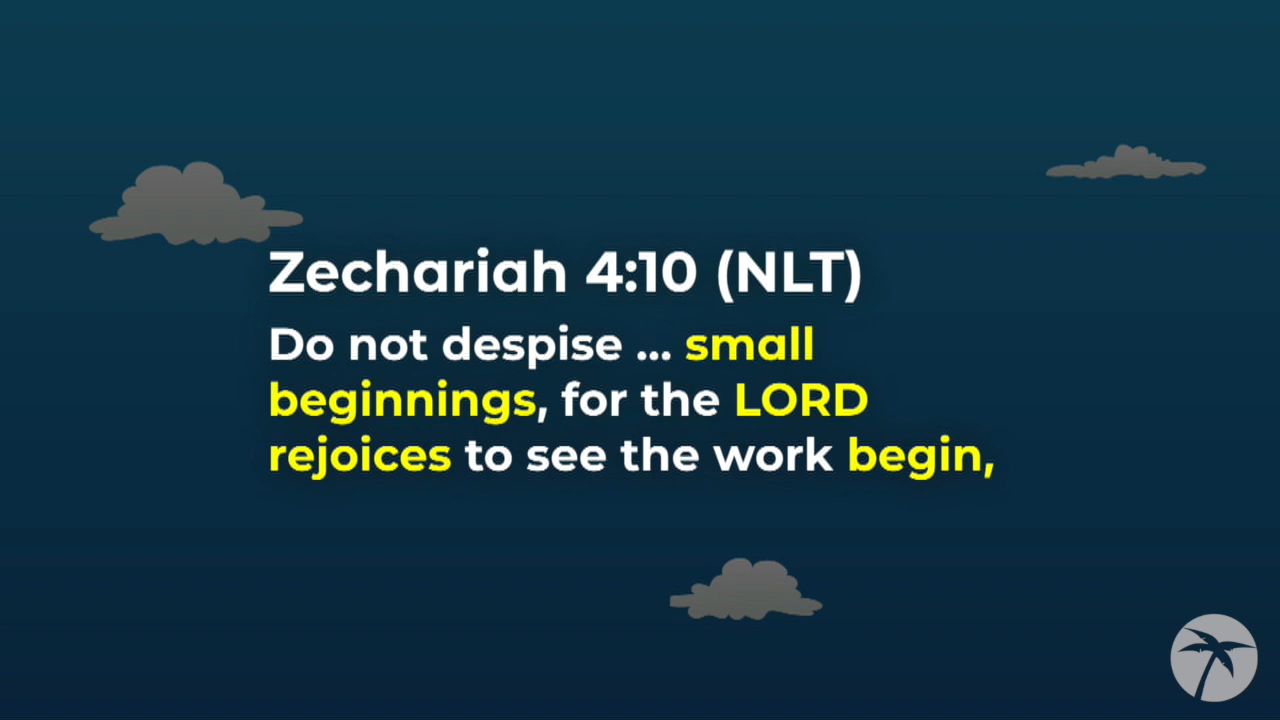 Zechariah 4:10 (NLT)
Do not despise ... small
beginnings, for the LORD
rejoices to see the work begin,